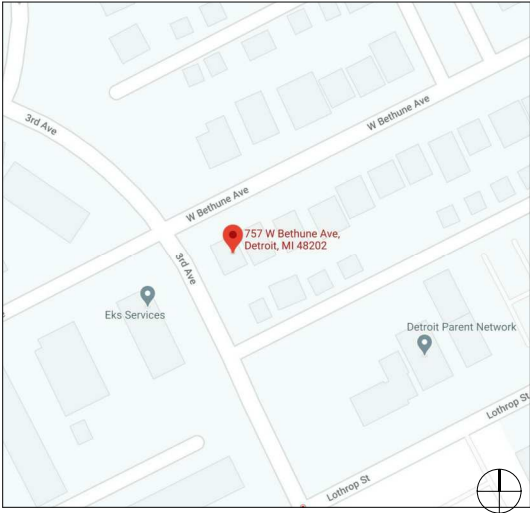 3rd Ave
W Bethune Ave
W Bethune Ave
757 W Bethune Ave,
Detroit, MI 48202
3rd Ave
Eks Services
Detroit Parent Network
Lothrop St
Lothrop St